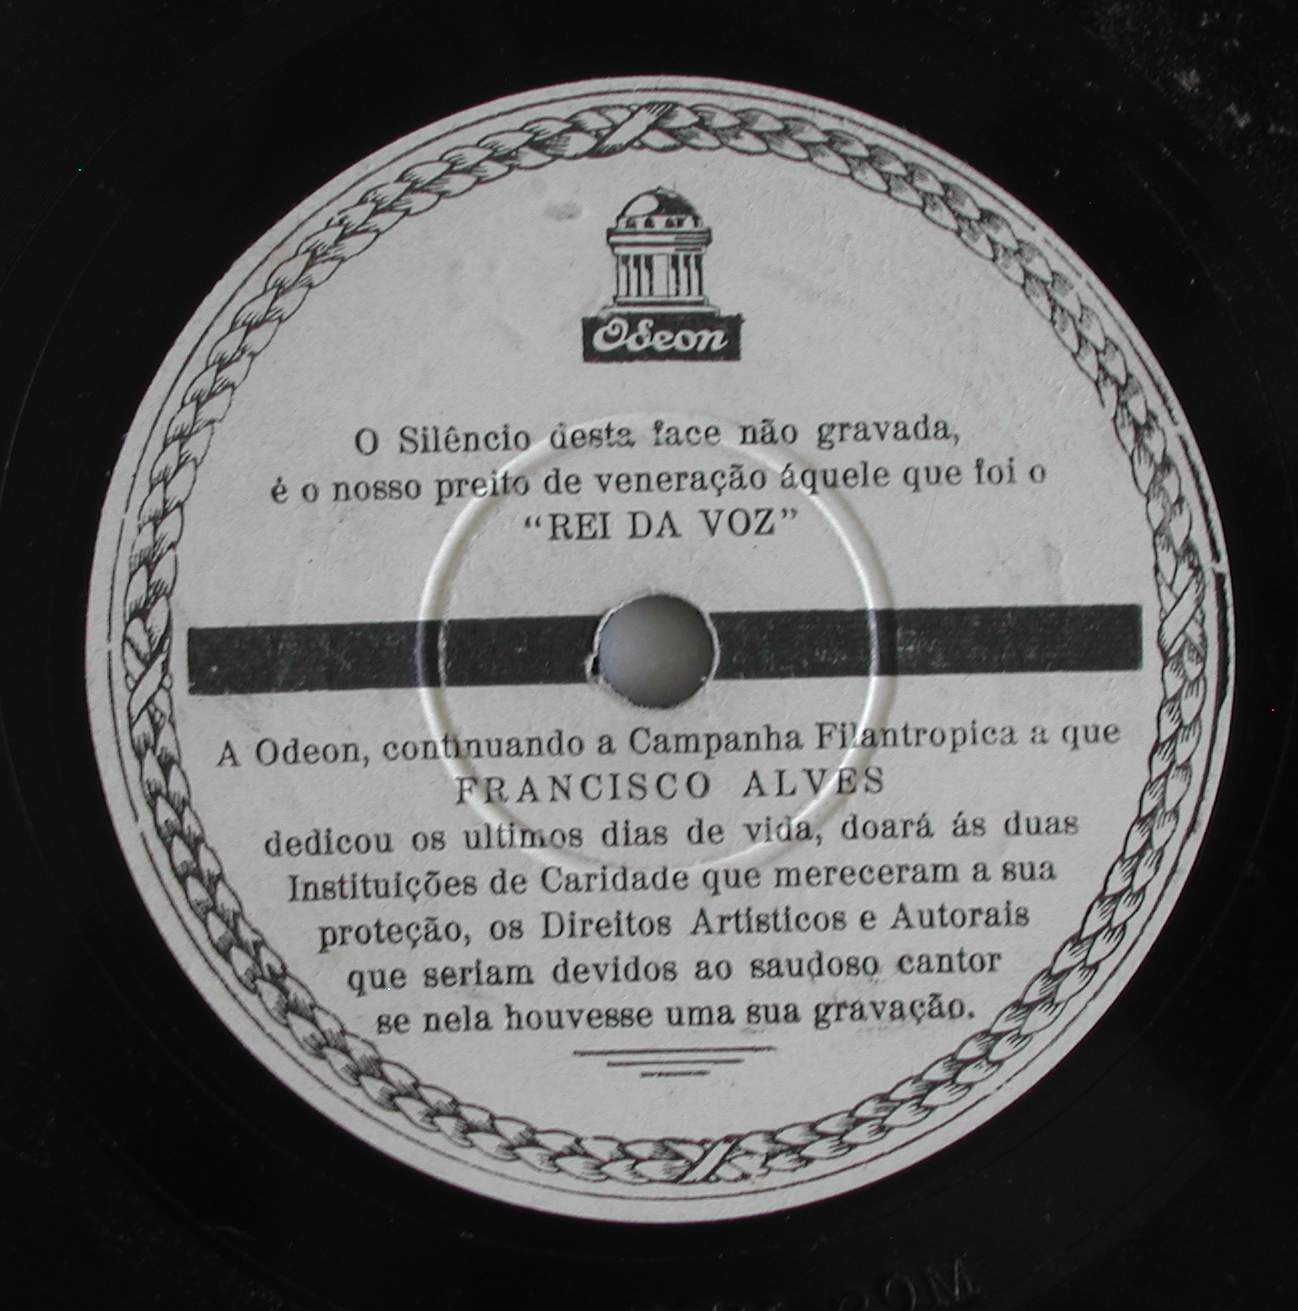 Odeon
O Silêncio desta face não gravada,
é o nosso preito de veneração áquele que foi o
“REI DA VOZ”
A Odeon, continuando a Campanha Filantropica a que
FRANCISCO ALVES
dedicou os ultimos dias de vida, doará ás duas
Instituições de Caridade que mereceram a sua
proteção, os Direitos Artisticos e Autorais
que seriam devidos ao saudoso cantor
se nela houvesse uma sua gravação.